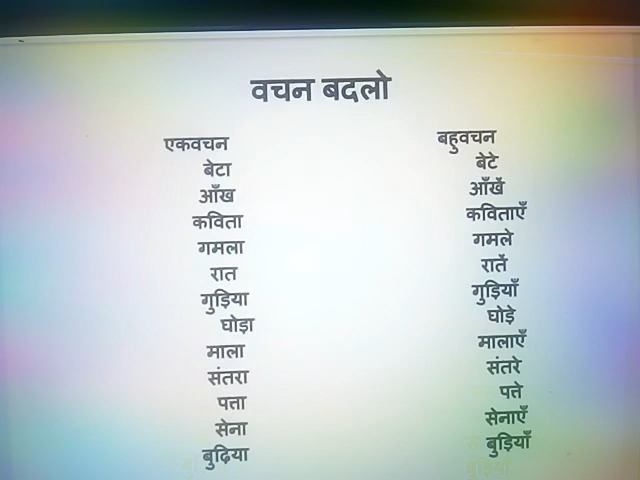 वचन बदलो
एकवचन बहुवचन
बेटा बेटे
आँख आँखें
कविता कविताएँ
गमला गमले
रात रातें
गुड़िया गुड़ियाँ
घोड़ा घोड़े
माला मालाएँ
संतरा संतरे
पत्ता पत्ते
सेना सेनाएँ
बुढ़िया बुड़ियाँ